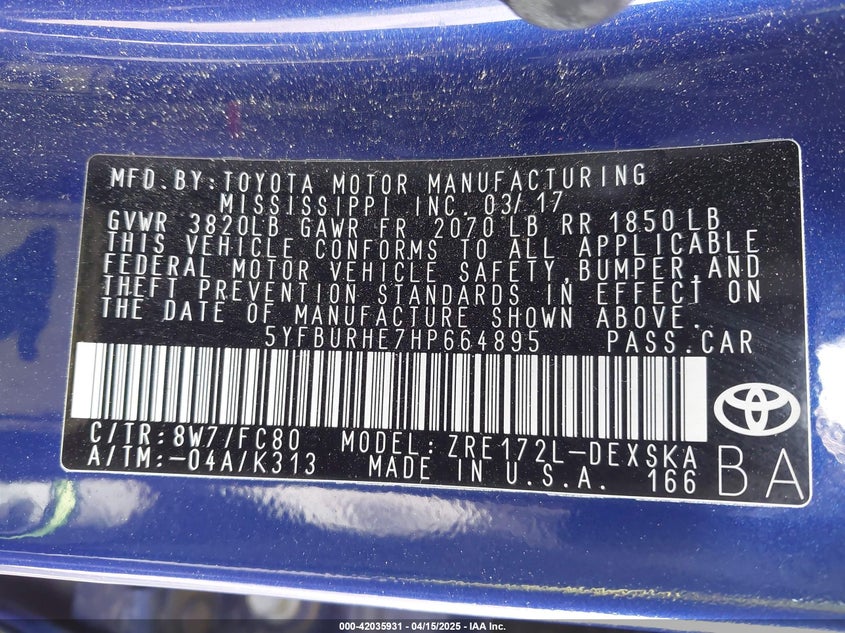 MFD.BY:TOYOTA MOTOR MANUFACTURING
MISSISSIPPI INC. 03/17
GVWR 3820LB GAWR FR 2070 LB RR 1850LB
THIS VEHICLE CONFORMS TO ALL APPLICABLE
FEDERAL MOTOR VEHICLE SAFETY,BUMPER,AND
THEFT PREVENTION STANDARDS IN EFFECT ON
THE DATE OF MANUFACTURE SHOWN ABOVE.
5YFBURHE7HP664895 PASS.CAR
C/TR:8W7/FC80 MODEL: ZRE172L-DEXSKA
A/TM:-04A/K313 MADE IN U.S.A. 166
BA
000-42035931 - 04/15/2025 - IAA Inc.